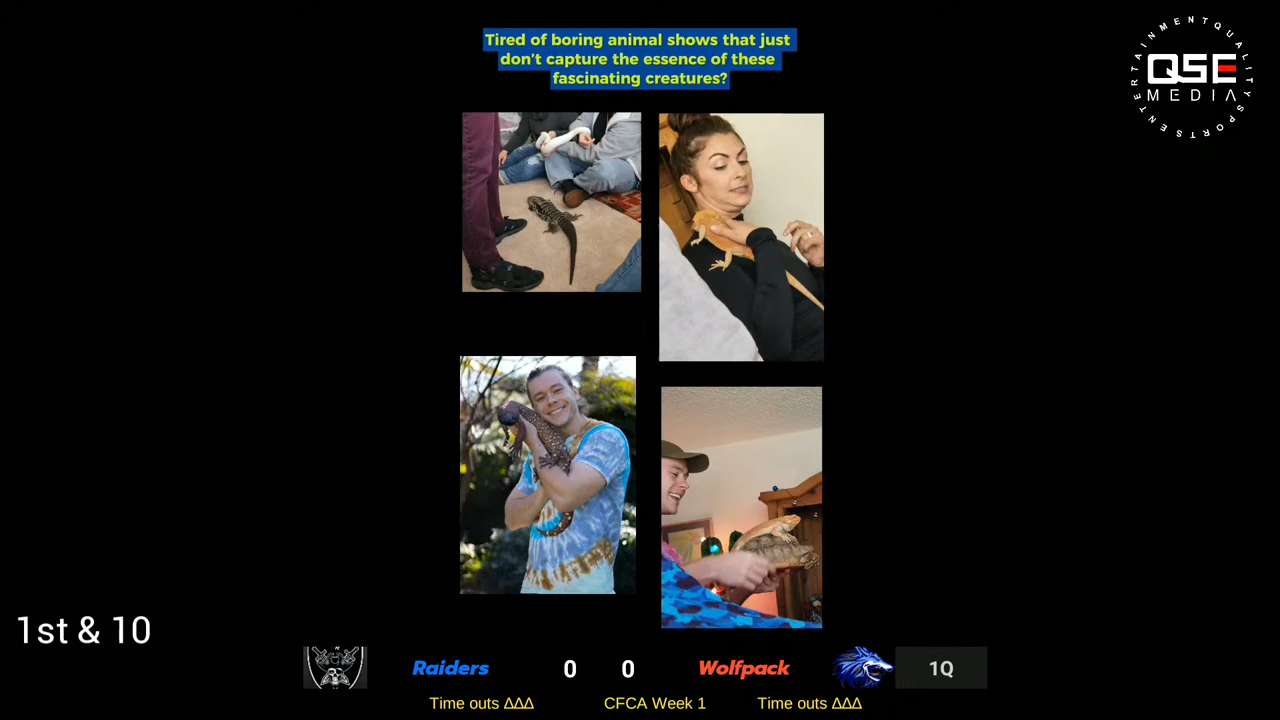 Tired of boring animal shows that just
don't capture the essence of these
fascinating creatures?
ENTERTAINMENT QUALITY SPORTS
QSE
MEDIA
1st & 10
Raiders
0
0
Wolfpack
1Q
Time outs ΔΔΔ
CFCA Week 1
Time outs ΔΔΔ